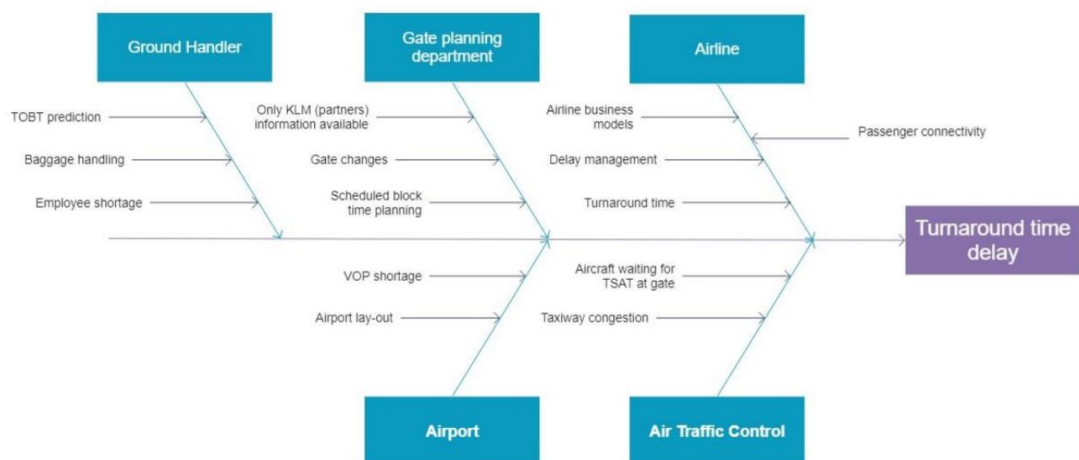 Ground Handler
Gate planning
department
Airline
TOBT prediction
Baggage handling
Employee shortage
Only KLM (partners)
information available
Gate changes
Scheduled block
time planning
Airline business
models
Passenger connectivity
Delay management
Turnaround time
Turnaround time
delay
VOP shortage
Airport lay-out
Aircraft waiting for
TSAT at gate
Taxiway congestion
Airport
Air Traffic Control